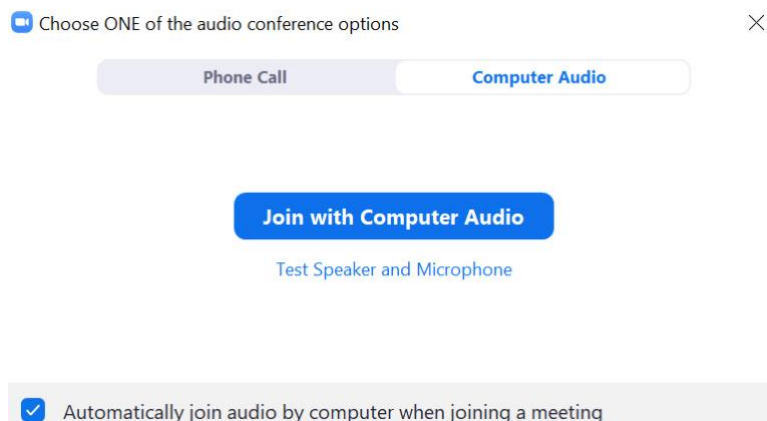 Choose ONE of the audio conference options
Phone Call
Computer Audio
Join with Computer Audio
Test Speaker and Microphone
Automatically join audio by computer when joining a meeting